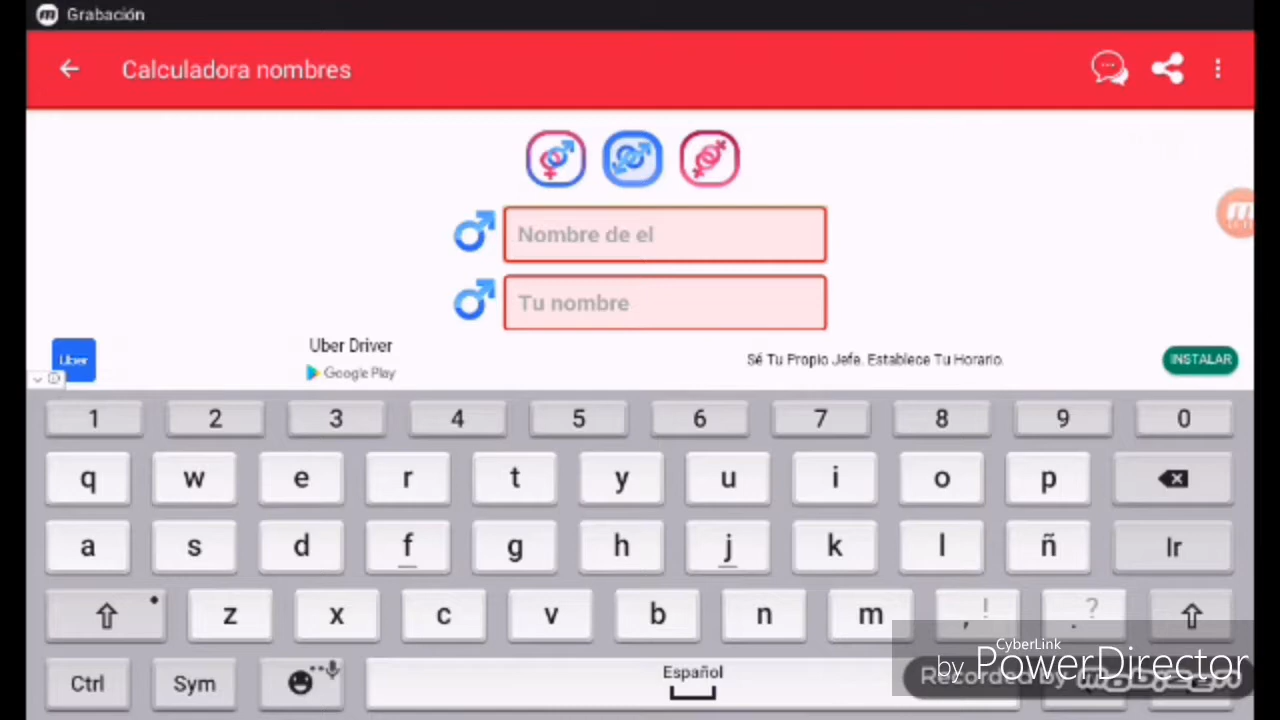 Grabación
Calculadora nombres
Nombre de el
Tu nombre
Uber
Uber Driver
Google Play
Sé Tu Propio Jefe. Establece Tu Horario.
INSTALAR
1 2 3 4 5 6 7 8 9 0
q w e r t y u i o p
a s d f g h j k l ñ Ir
z x c v b n m , ! . ?
Ctrl Sym Español
CyberLink
by PowerDirector
Recorded by